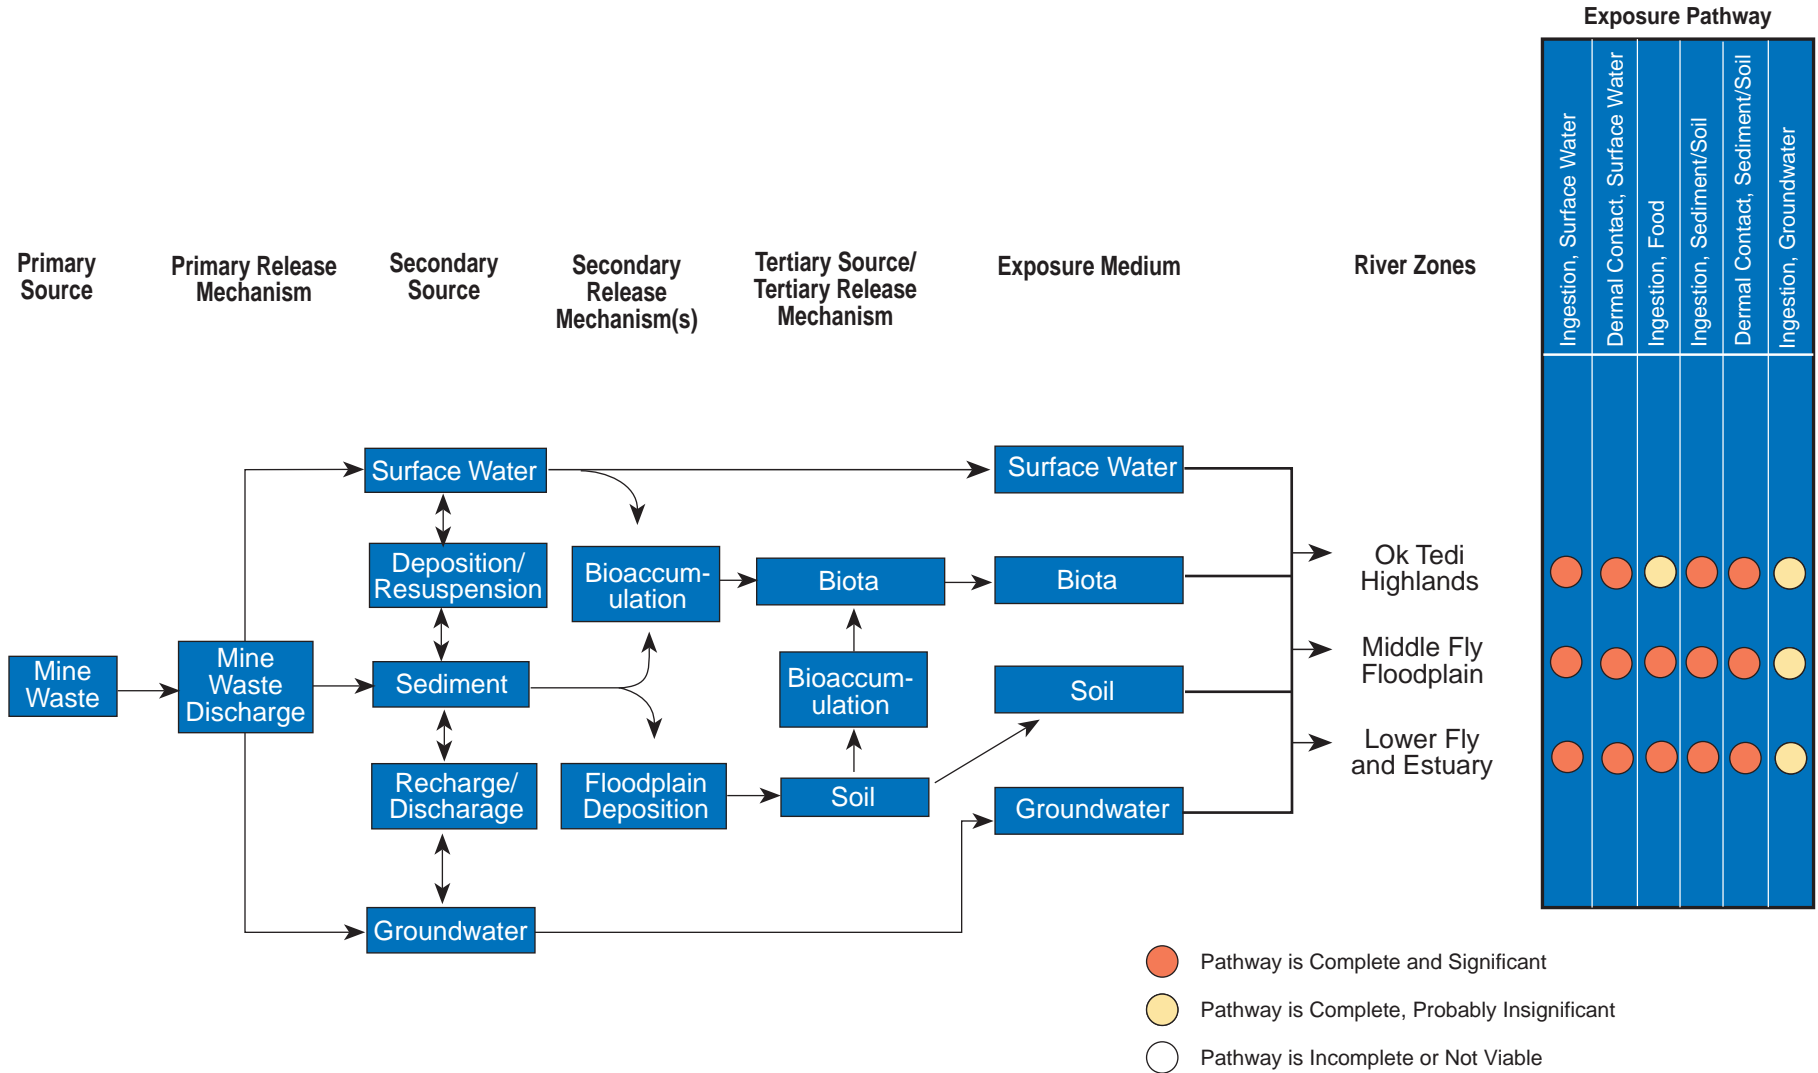 Exposure Pathway
Ingestion, Surface Water
Dermal Contact, Surface Water
Ingestion, Food
Ingestion, Sediment/Soil
Dermal Contact, Sediment/Soil
Ingestion, Groundwater
Primary
Source
Primary Release
Mechanism
Secondary
Source
Secondary
Release
Mechanism(s)
Tertiary Source/
Tertiary Release
Mechanism
Exposure Medium
River Zones
Mine
Waste
Mine
Waste
Discharge
Surface Water
Deposition/
Resuspension
Sediment
Recharge/
Discharage
Groundwater
Bioaccum-
ulation
Floodplain
Deposition
Biota
Bioaccum-
ulation
Soil
Surface Water
Biota
Soil
Groundwater
Ok Tedi
Highlands
Middle Fly
Floodplain
Lower Fly
and Estuary
Pathway is Complete and Significant
Pathway is Complete, Probably Insignificant
Pathway is Incomplete or Not Viable